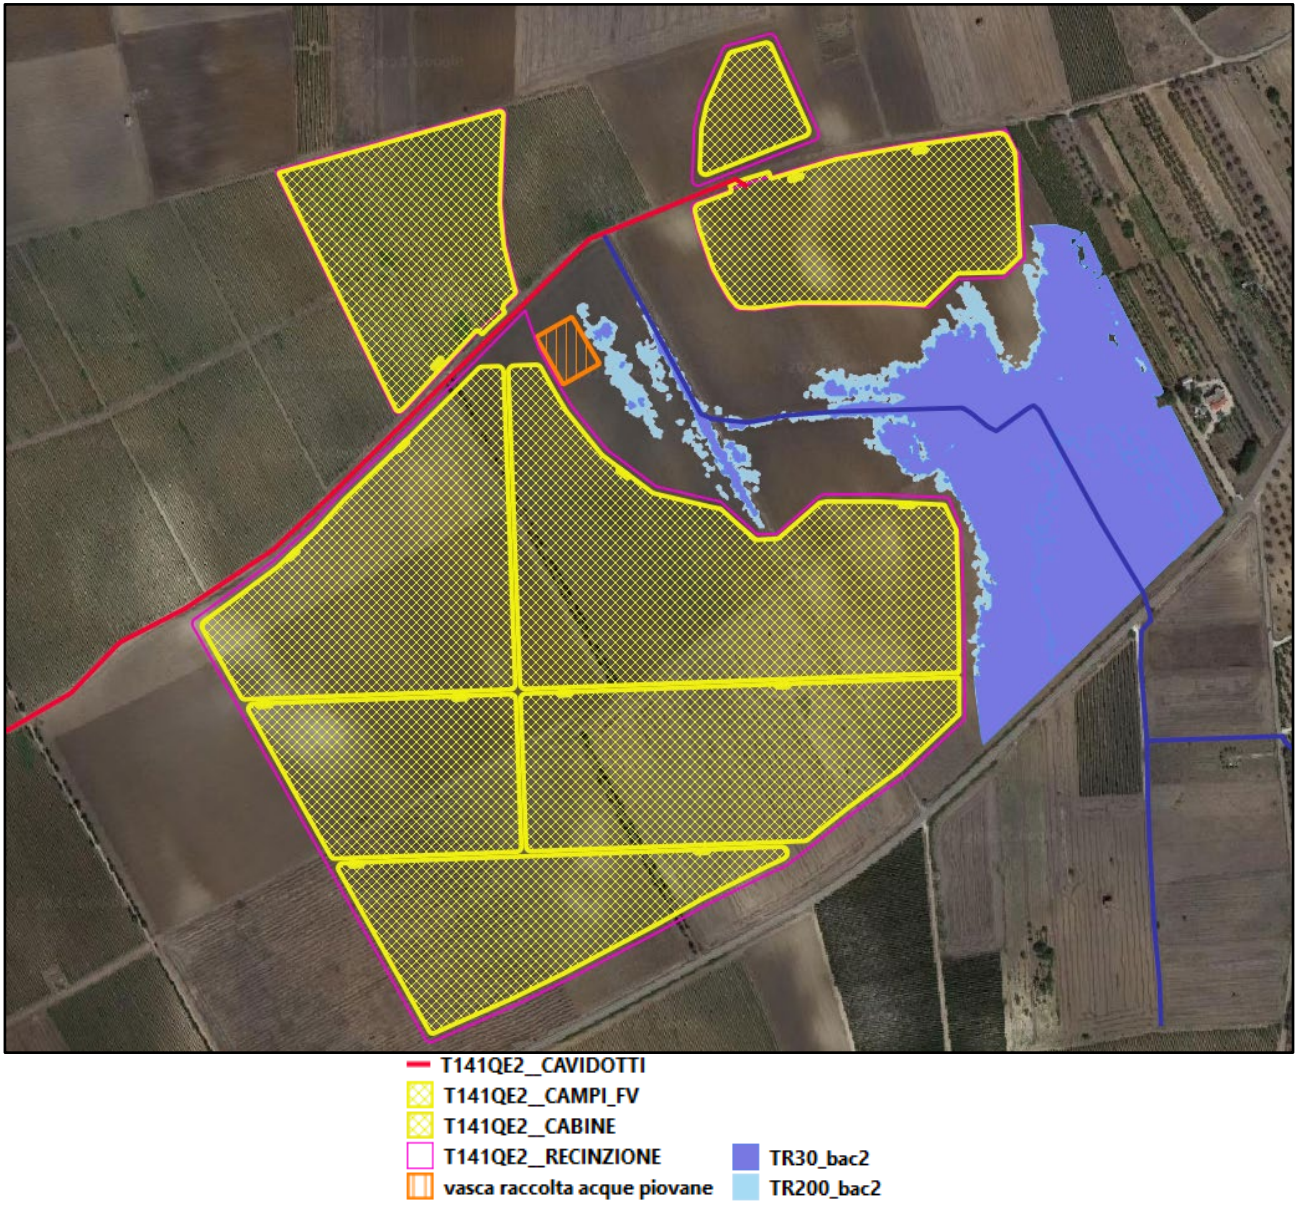 T141QE2__CAVIDOTTI
T141QE2__CAMPI_FV
T141QE2__CABINE
T141QE2__RECINZIONE
vasca raccolta acque piovane
TR30_bac2
TR200_bac2